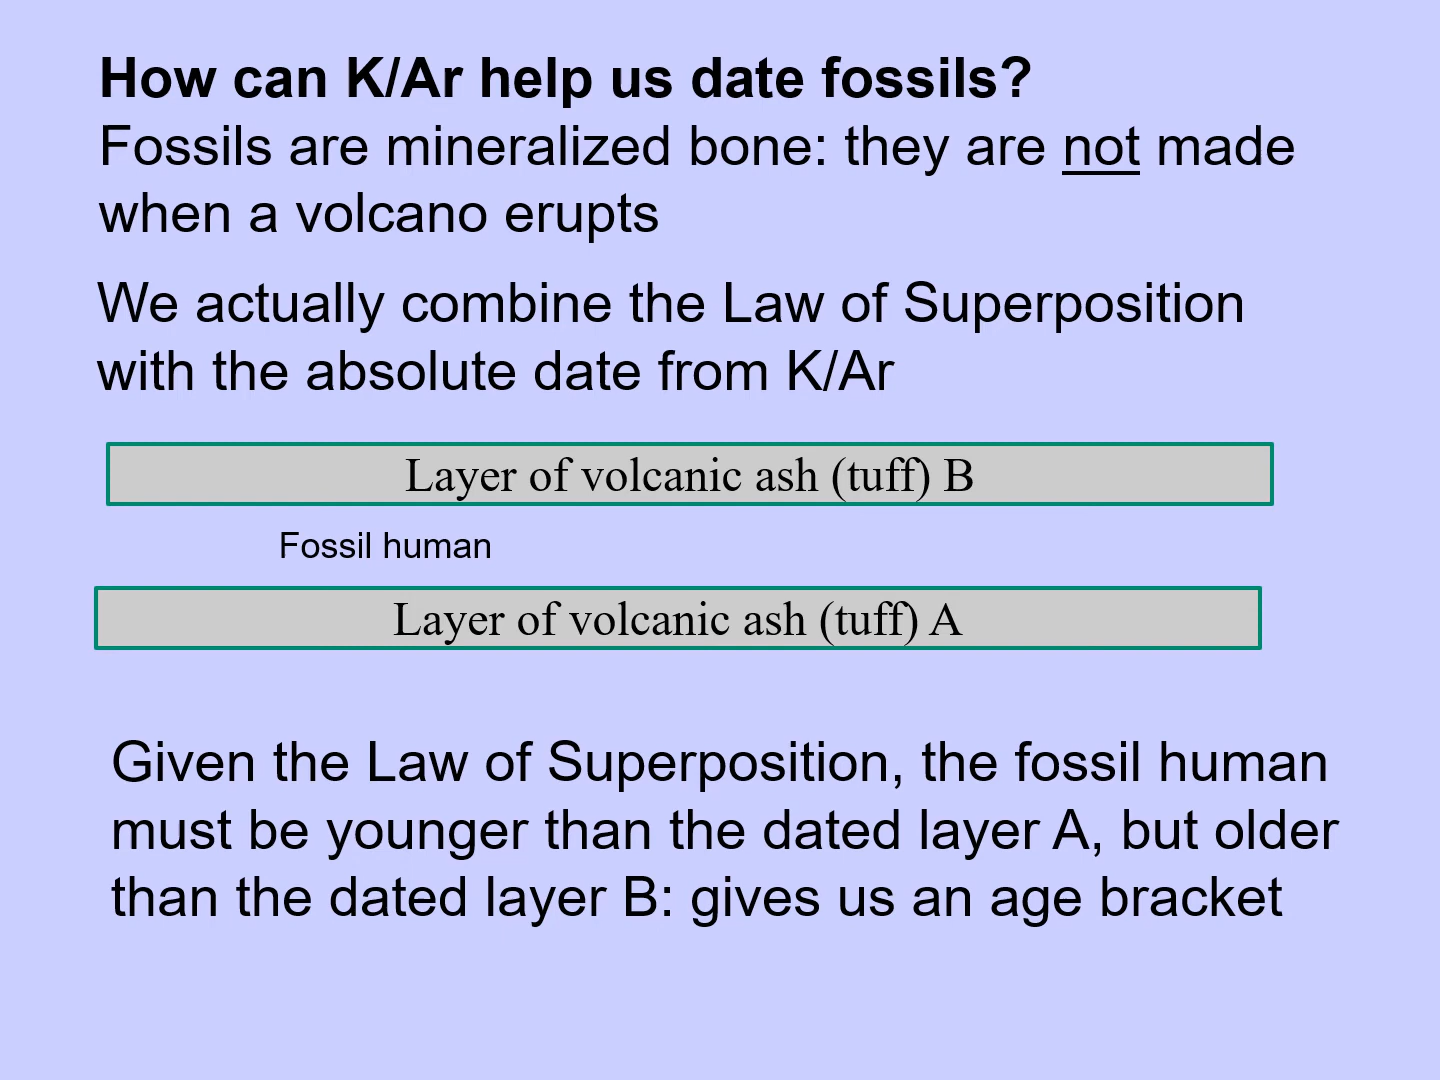 How can K/Ar help us date fossils?
Fossils are mineralized bone: they are not made
when a volcano erupts
We actually combine the Law of Superposition
with the absolute date from K/Ar
Layer of volcanic ash (tuff) B
Fossil human
Layer of volcanic ash (tuff) A
Given the Law of Superposition, the fossil human
must be younger than the dated layer A, but older
than the dated layer B: gives us an age bracket